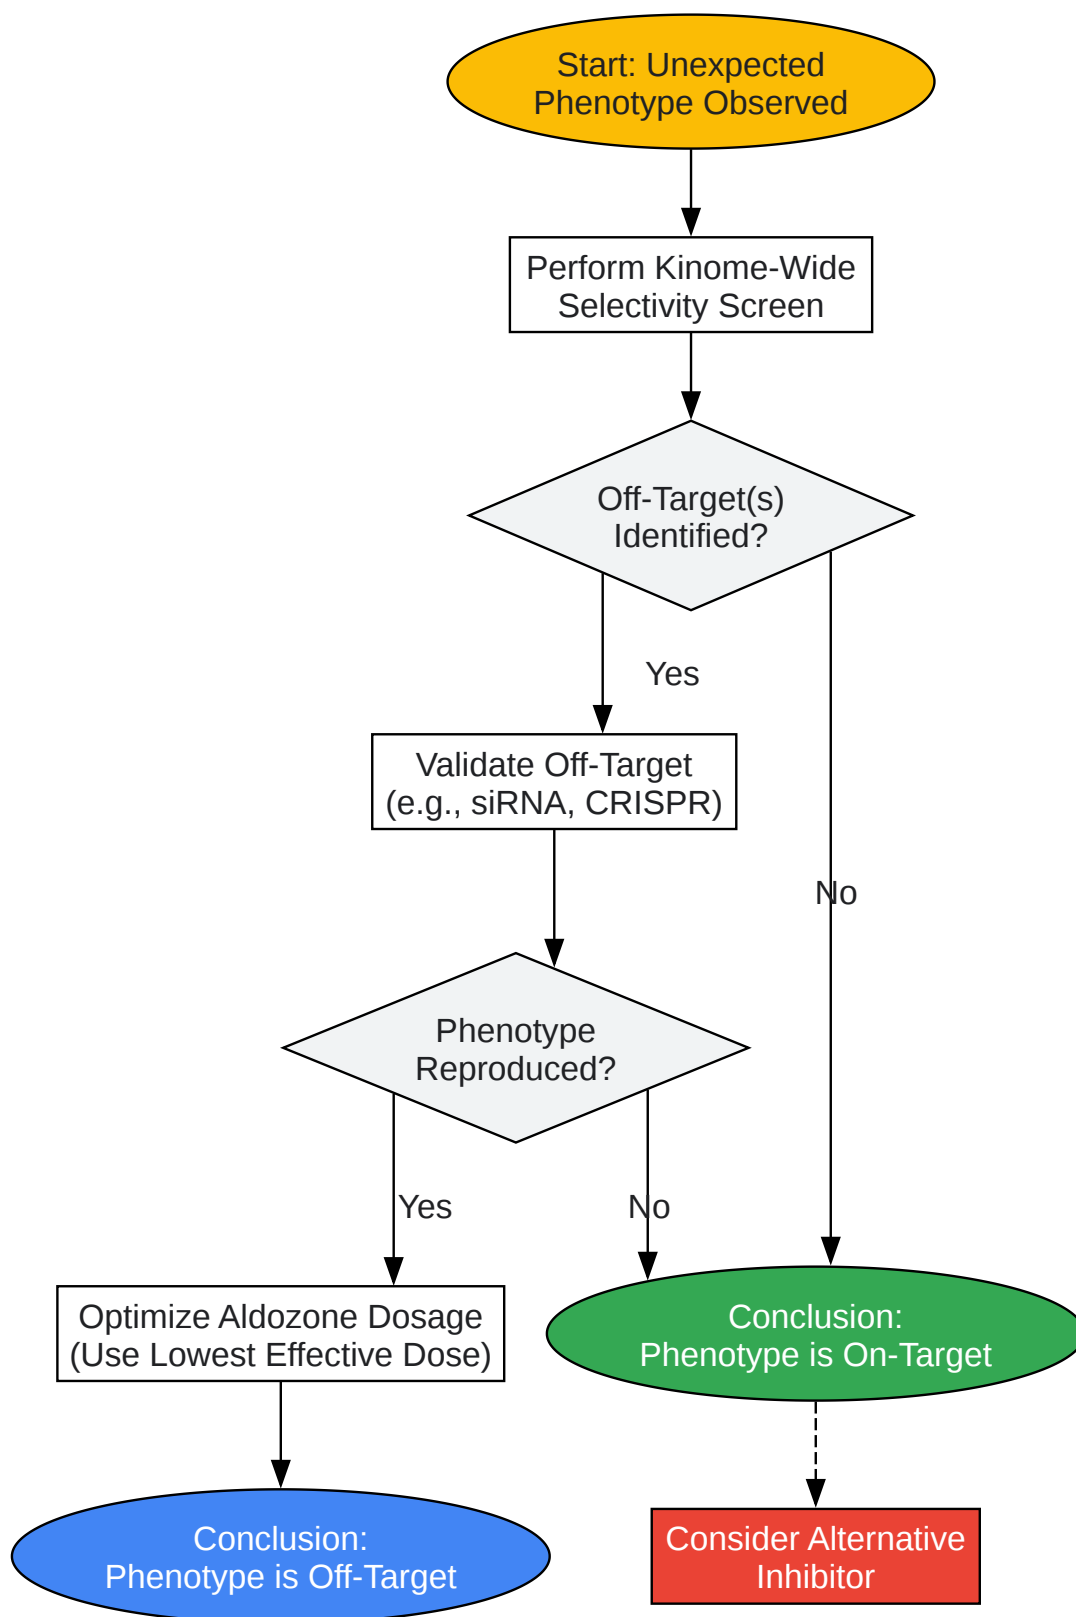 Start: Unexpected
Phenotype Observed
Perform Kinome-Wide
Selectivity Screen
Off-Target(s)
Identified?
Yes
Validate Off-Target
(e.g., siRNA, CRISPR)
No
Phenotype
Reproduced?
Yes
No
Optimize Aldozone Dosage
(Use Lowest Effective Dose)
Conclusion:
Phenotype is On-Target
Conclusion:
Phenotype is Off-Target
Consider Alternative
Inhibitor